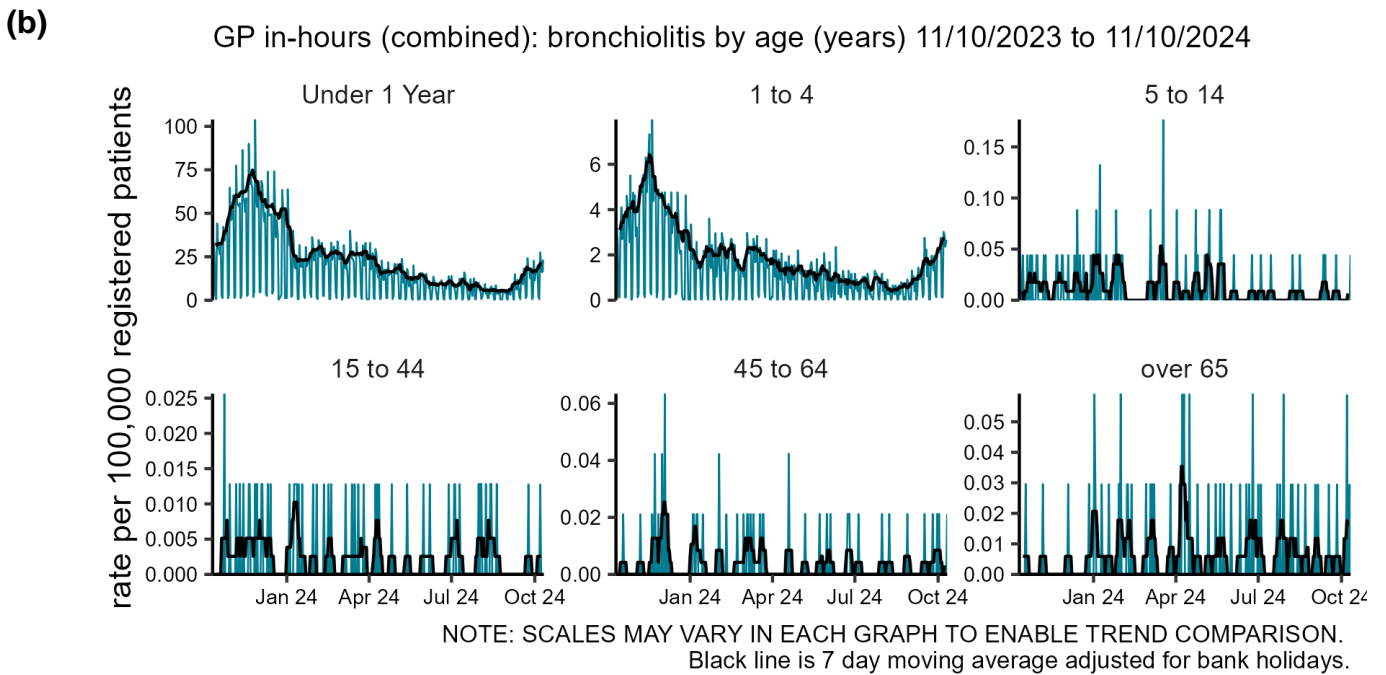 (b)
GP in-hours (combined): bronchiolitis by age (years) 11/10/2023 to 11/10/2024
rate per 100,000 registered patients
Under 1 Year
100
75
50
25
0
1 to 4
6
4
2
0
5 to 14
0.15
0.10
0.05
0.00
15 to 44
0.025
0.020
0.015
0.010
0.005
0.000
Jan 24 Apr 24 Jul 24 Oct 24
45 to 64
0.06
0.04
0.02
0.00
Jan 24 Apr 24 Jul 24 Oct 24
over 65
0.05
0.04
0.03
0.02
0.01
0.00
Jan 24 Apr 24 Jul 24 Oct 24
NOTE: SCALES MAY VARY IN EACH GRAPH TO ENABLE TREND COMPARISON.
Black line is 7 day moving average adjusted for bank holidays.